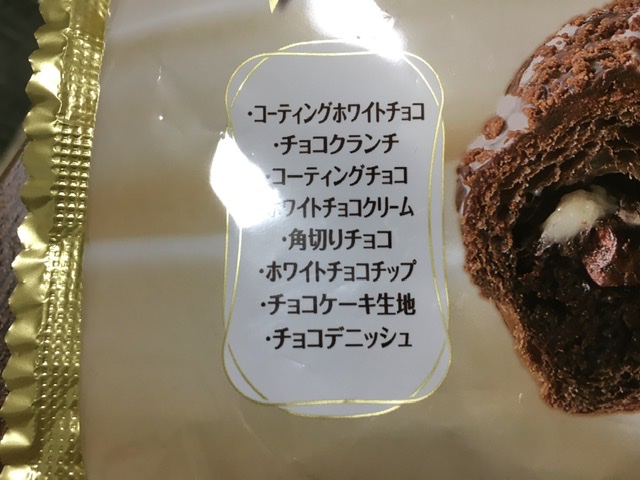 ・コーティングホワイトチョコ
・チョコクランチ
・コーティングチョコ
ホワイトチョコクリーム
・角切りチョコ
・ホワイトチョコチップ
・チョコケーキ生地
・チョコデニッシュ